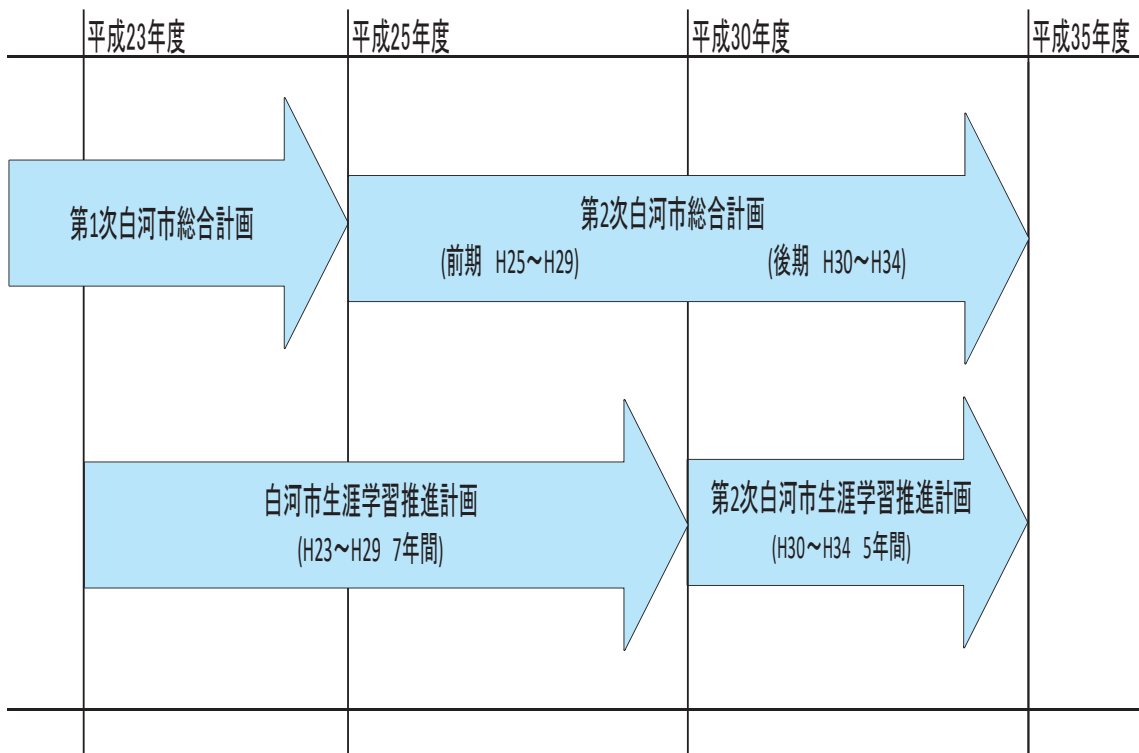 平成23年度
平成25年度
平成30年度
平成35年度
第1次白河市総合計画
第2次白河市総合計画
(前期 H25～H29)
(後期 H30～H34)
白河市生涯学習推進計画
(H23～H29 7年間)
第2次白河市生涯学習推進計画
(H30～H34 5年間)